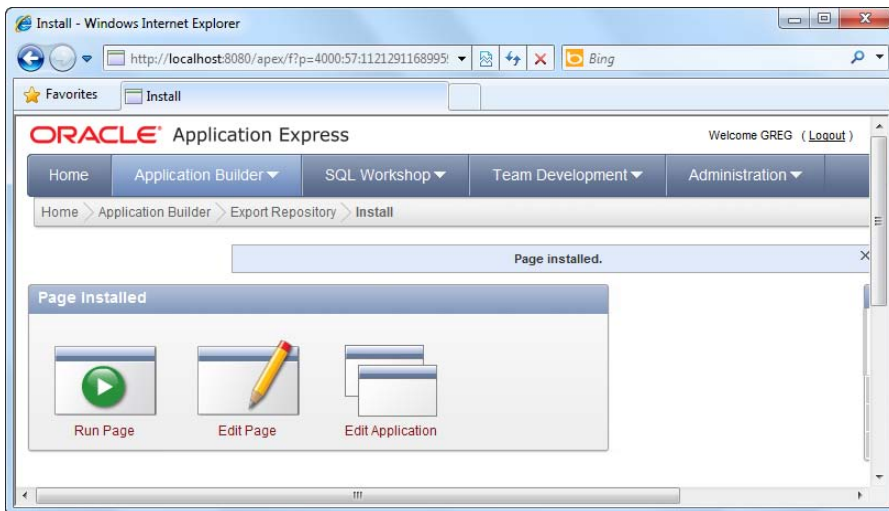 Install - Windows Internet Explorer
http://localhost:8080/apex/f?p=4000:57:1121291168995 Bing
Favorites Install
ORACLE Application Express Welcome GREG ( Logout )
Home Application Builder SQL Workshop Team Development Administration
Home Application Builder Export Repository Install
Page installed.
Page Installed
Run Page Edit Page Edit Application